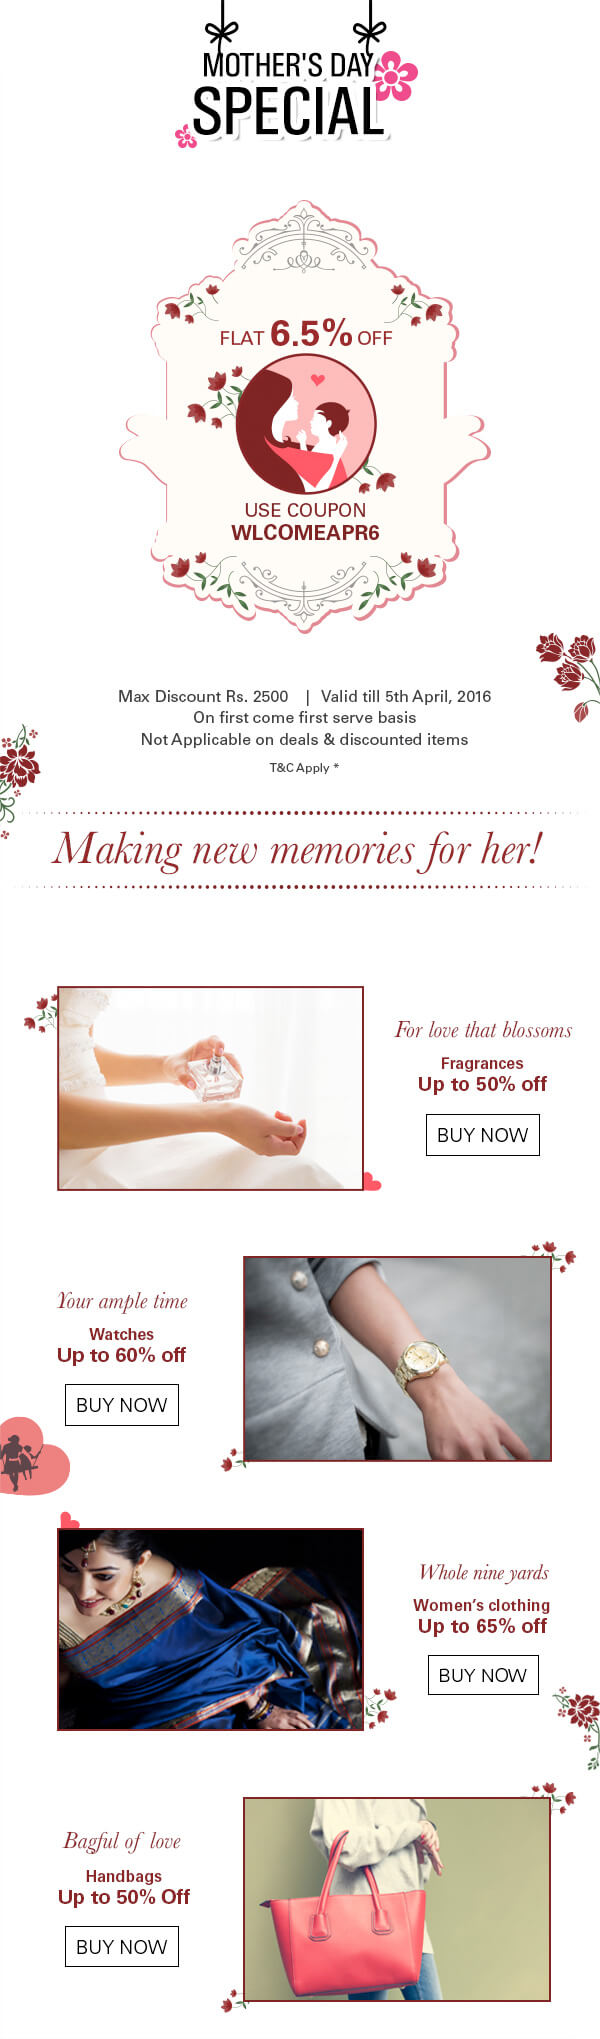 MOTHER'S DAY
SPECIAL
FLAT 6.5% OFF
USE COUPON
WLCOMEAPR6
Max Discount Rs. 2500 | Valid till 5th April, 2016
On first come first serve basis
Not Applicable on deals & discounted items
T&C Apply *
Making new memories for her!
For love that blossoms
Fragrances
Up to 50% off
BUY NOW
Your ample time
Watches
Up to 60% off
BUY NOW
Whole nine yards
Women's clothing
Up to 65% off
BUY NOW
Bagful of love
Handbags
Up to 50% Off
BUY NOW